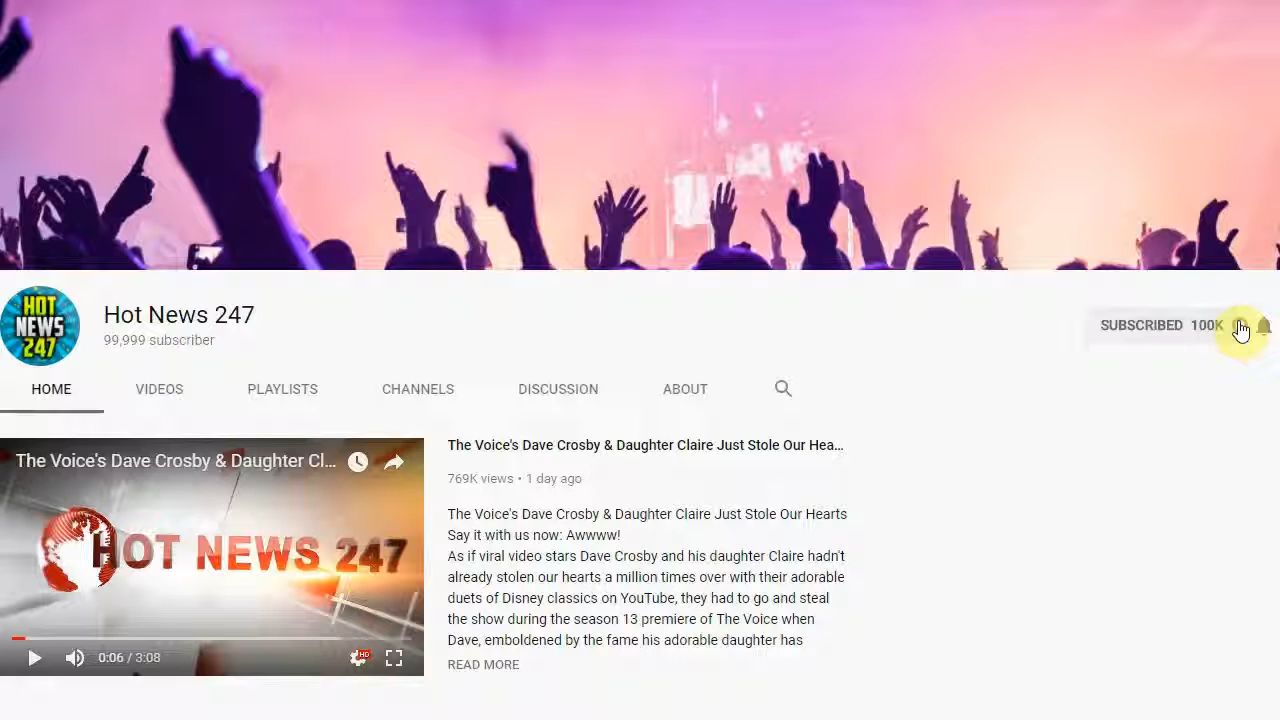 HOT
NEWS
247
Hot News 247
99,999 subscriber
SUBSCRIBED 100K
HOME VIDEOS PLAYLISTS CHANNELS DISCUSSION ABOUT
The Voice's Dave Crosby & Daughter Cl...
HOT NEWS 247
HD
0:06 / 3:08
The Voice's Dave Crosby & Daughter Claire Just Stole Our Hea...
769K views • 1 day ago
The Voice's Dave Crosby & Daughter Claire Just Stole Our Hearts
Say it with us now: Awwww!
As if viral video stars Dave Crosby and his daughter Claire hadn't
already stolen our hearts a million times over with their adorable
duets of Disney classics on YouTube, they had to go and steal
the show during the season 13 premiere of The Voice when
Dave, emboldened by the fame his adorable daughter has
READ MORE